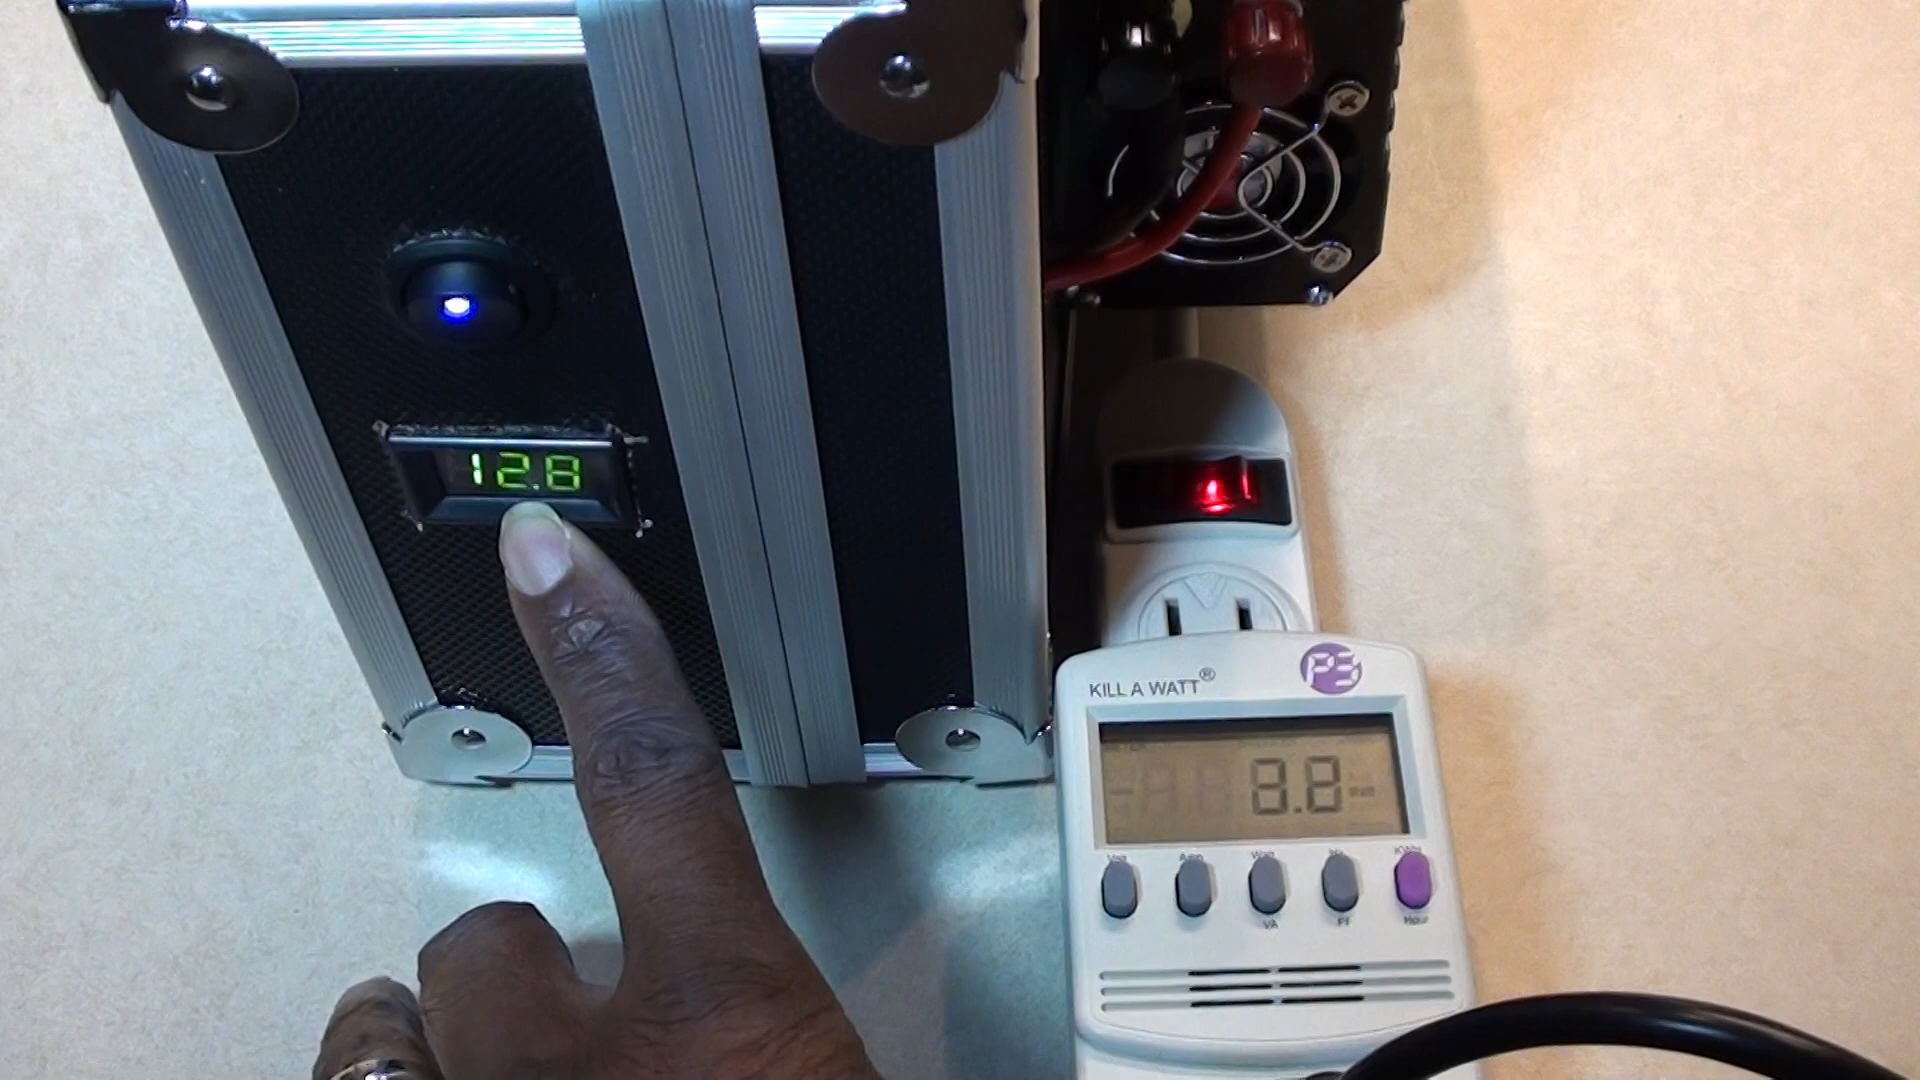 12.8
KILL A WATT®
P3
8.8 Watt
Volt Amp Watt Hz KWH
VA PF Hour